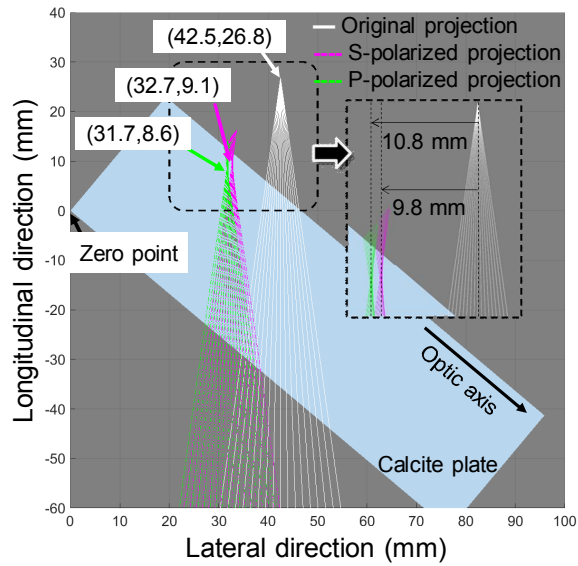 Original projection
S-polarized projection
P-polarized projection
(42.5,26.8)
(32.7,9.1)
(31.7,8.6)
10.8 mm
9.8 mm
Zero point
Optic axis
Calcite plate
Longitudinal direction (mm)
40
30
20
10
0
-10
-20
-30
-40
-50
-60
0 10 20 30 40 50 60 70 80 90 100
Lateral direction (mm)